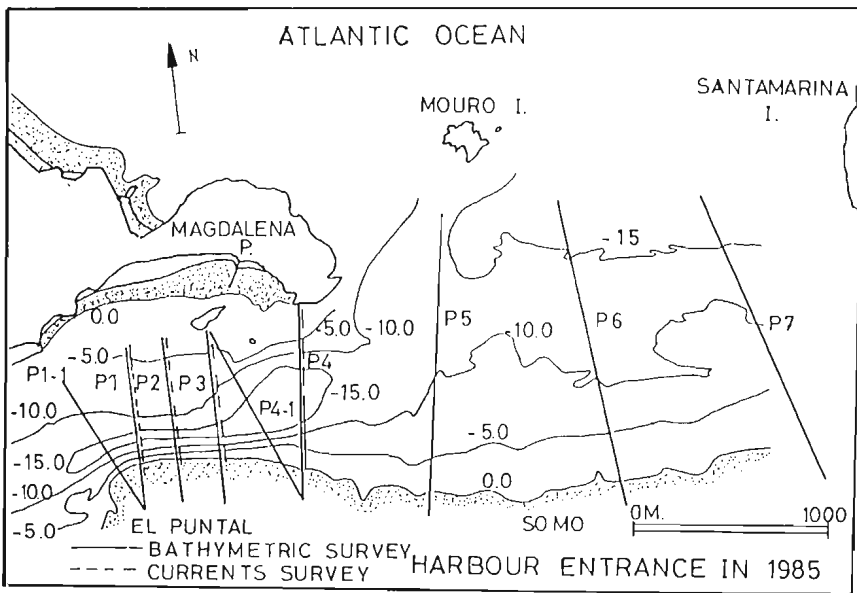 ATLANTIC OCEAN
N
MOURO I.
SANTAMARINA
I.
MAGDALENA
P.
0.0
-15
-5.0
-10.0
P5
P6
P7
-10.0
-5.0
P4
P1-1
P1
P2
P3
-15.0
P4-1
-10.0
-5.0
-15.0
0.0
-10.0
-5.0
EL PUNTAL
SOMO
0M.
1000
BATHYMETRIC SURVEY
CURRENTS SURVEY
HARBOUR ENTRANCE IN 1985